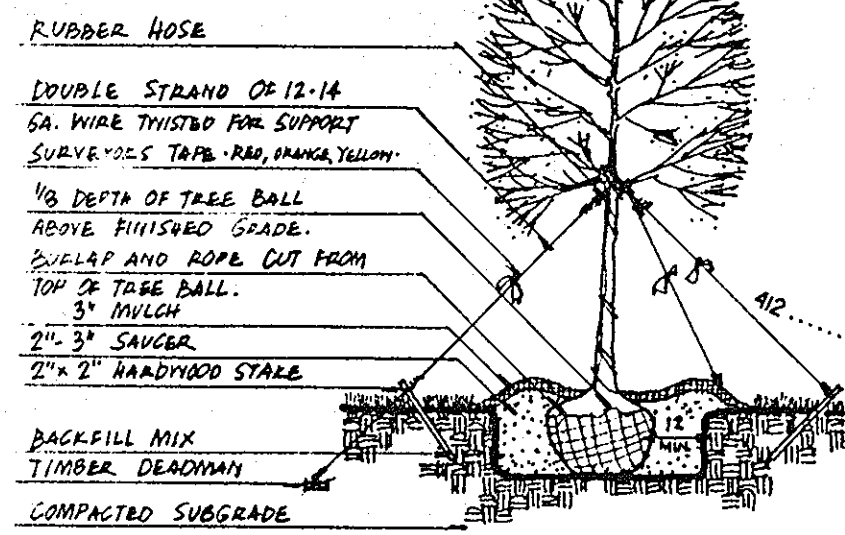 RUBBER HOSE
DOUBLE STRAND OF 12-14
GA. WIRE TWISTED FOR SUPPORT
SURVEYORS TAPE - RED, ORANGE, YELLOW.
1/8 DEPTH OF TREE BALL
ABOVE FINISHED GRADE.
BURLAP AND ROPE CUT FROM
TOP OF TREE BALL.
3" MULCH
2"- 3" SAUCER
2"x 2" HARDWOOD STAKE
BACKFILL MIX
TIMBER DEADMAN
COMPACTED SUBGRADE
412......
12
MIN.